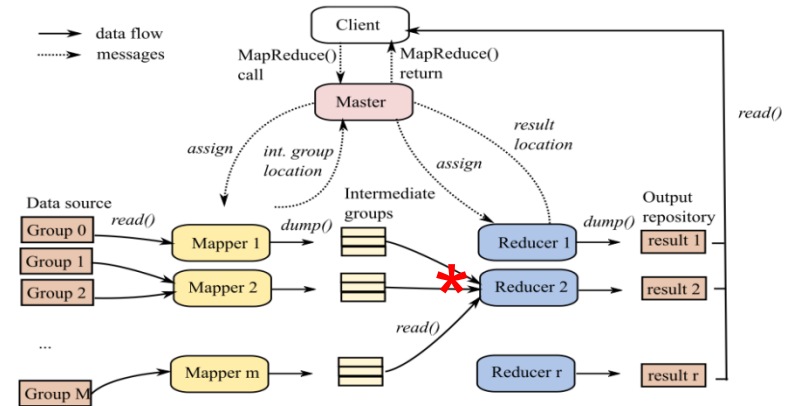 data flow
messages
Client
MapReduce()
call
MapReduce()
return
Master
read()
assign
int. group
location
assign
result
location
Data source
Intermediate
groups
Output
repository
Group 0
read()
Mapper 1
dump()
Reducer 1
dump()
result 1
Group 1
Group 2
Mapper 2
*
Reducer 2
result 2
read()
...
Group M
Mapper m
Reducer r
result r